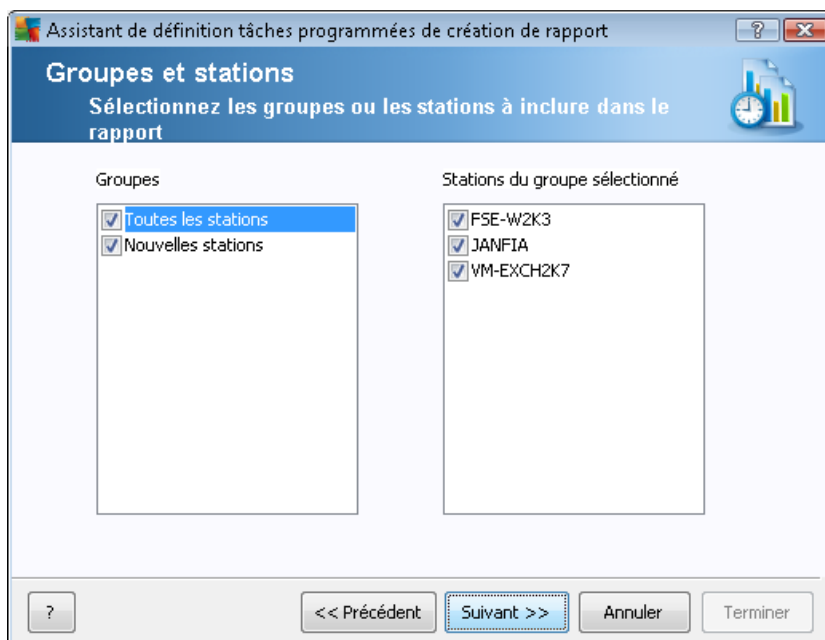 Assistant de définition tâches programmées de création de rapport
?
Groupes et stations
Sélectionnez les groupes ou les stations à inclure dans le
rapport
Groupes
Toutes les stations
Nouvelles stations
Stations du groupe sélectionné
FSE-W2K3
JANFIA
VM-EXCH2K7
?
<< Précédent
Suivant >>
Annuler
Terminer